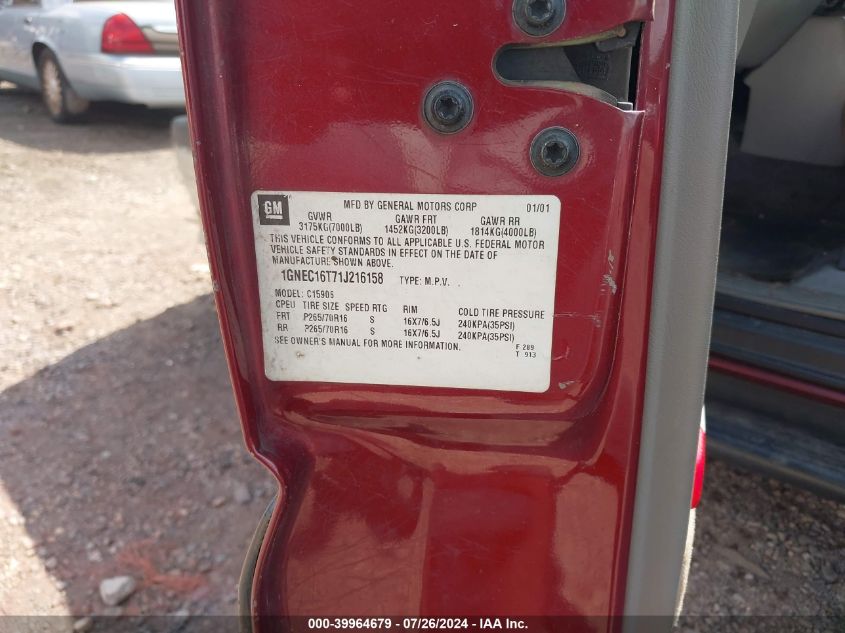 GM MFD BY GENERAL MOTORS CORP 01/01
GVWR GAWR FRT GAWR RR
3175KG(7000LB) 1452KG(3200LB) 1814KG(4000LB)
THIS VEHICLE CONFORMS TO ALL APPLICABLE U.S. FEDERAL MOTOR
VEHICLE SAFETY STANDARDS IN EFFECT ON THE DATE OF
MANUFACTURE SHOWN ABOVE.
1GNEC16T71J216158 TYPE: M.P.V.
MODEL: C15906
CPEU TIRE SIZE SPEED RTG RIM COLD TIRE PRESSURE
FRT P265/70R16 S 16X7/6.5J 240KPA(35PSI)
RR P265/70R16 S 16X7/6.5J 240KPA(35PSI)
SEE OWNER'S MANUAL FOR MORE INFORMATION.
F 289
T 913
000-39964679 - 07/26/2024 - IAA Inc.